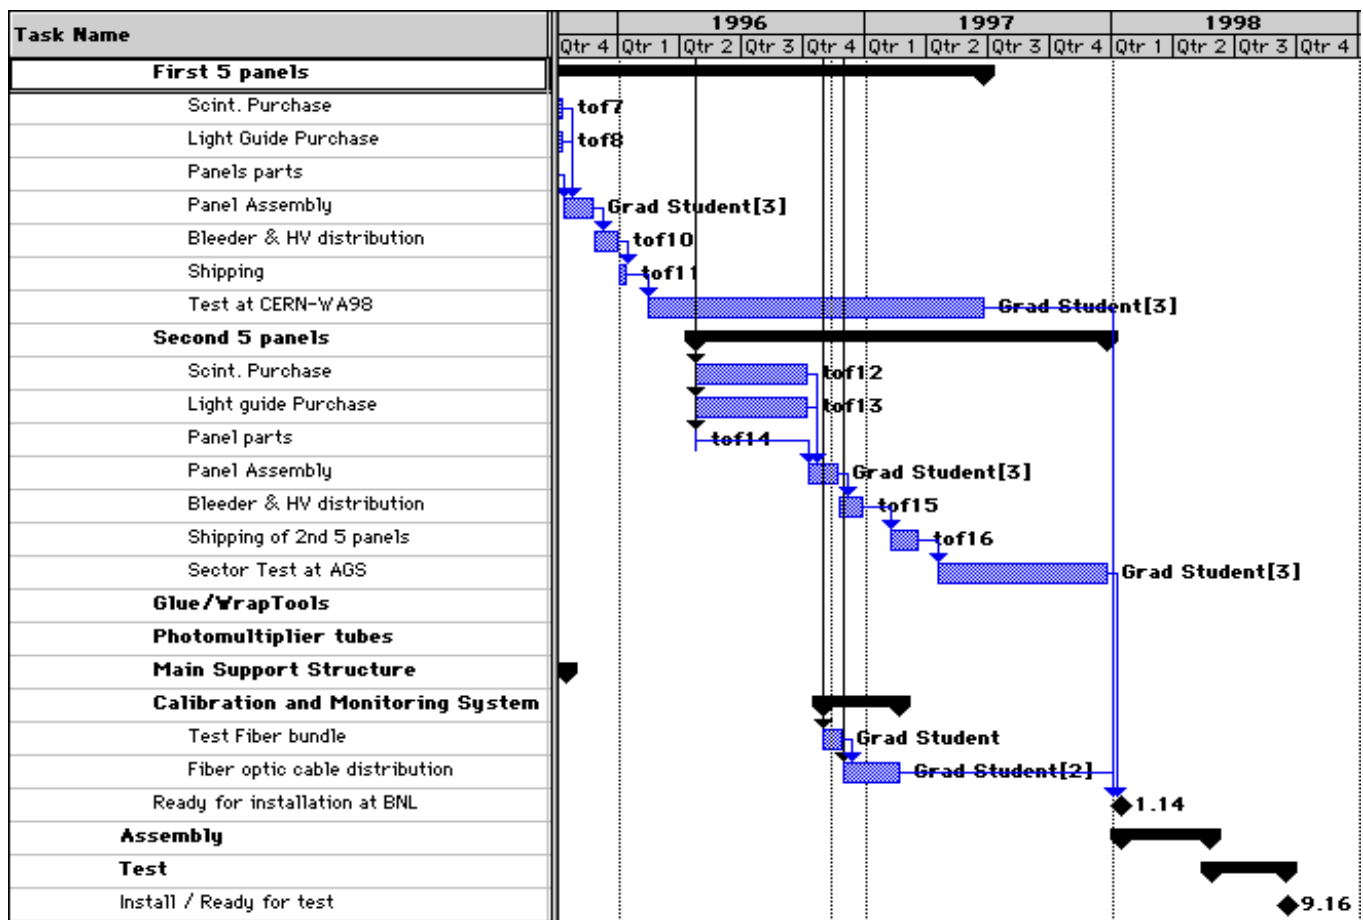 Task Name
1996 1997 1998
Qtr 4 Qtr 1 Qtr 2 Qtr 3 Qtr 4 Qtr 1 Qtr 2 Qtr 3 Qtr 4 Qtr 1 Qtr 2 Qtr 3 Qtr 4
First 5 panels
Scint. Purchase tof7
Light Guide Purchase tof8
Panels parts
Panel Assembly Grad Student[3]
Bleeder & HV distribution tof10
Shipping tof11
Test at CERN-WA98 Grad Student[3]
Second 5 panels
Scint. Purchase tof12
Light guide Purchase tof13
Panel parts tof14
Panel Assembly Grad Student[3]
Bleeder & HV distribution tof15
Shipping of 2nd 5 panels tof16
Sector Test at AGS Grad Student[3]
Glue/WrapTools
Photomultiplier tubes
Main Support Structure
Calibration and Monitoring System
Test Fiber bundle Grad Student
Fiber optic cable distribution Grad Student[2]
Ready for installation at BNL 1.14
Assembly
Test
Install / Ready for test 9.16